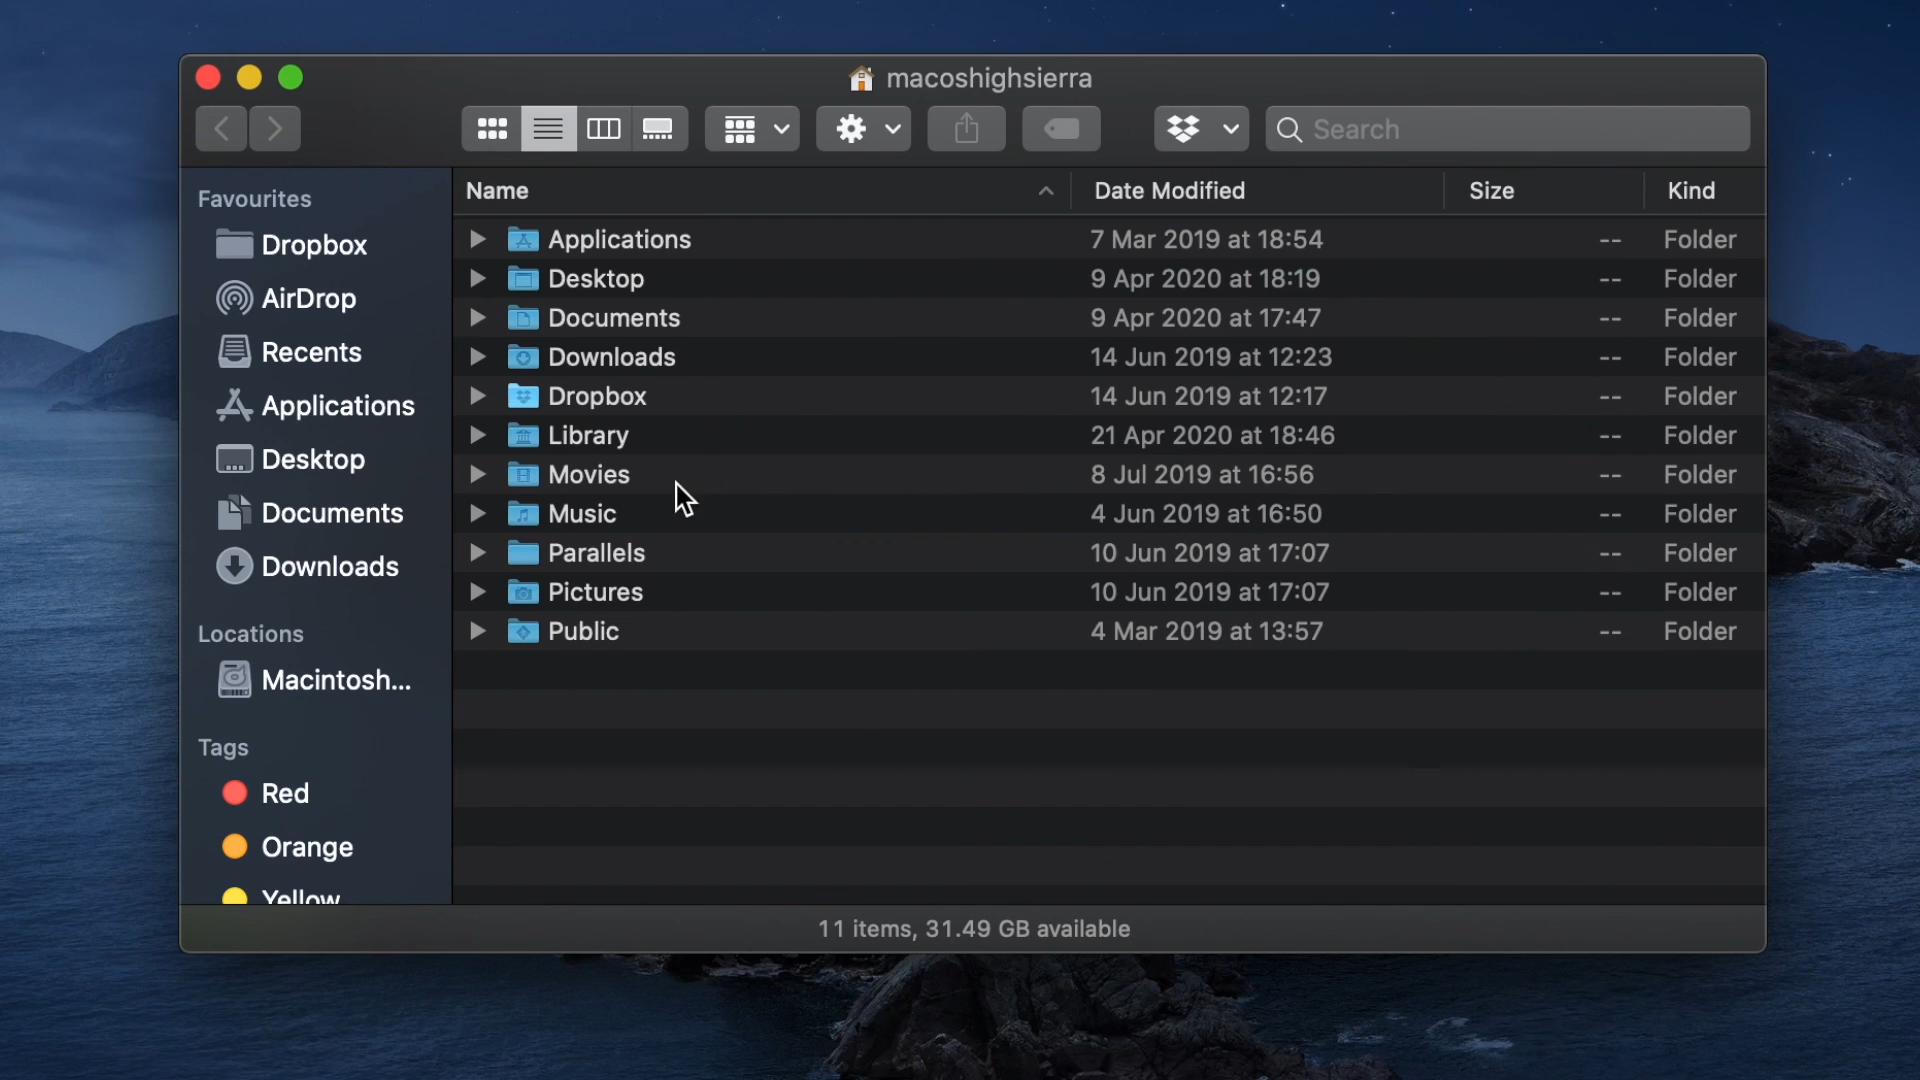 macoshighsierra
Search
Favourites
Dropbox
AirDrop
Recents
Applications
Desktop
Documents
Downloads
Locations
Macintosh...
Tags
Red
Orange
Yellow
Name Date Modified Size Kind
Applications 7 Mar 2019 at 18:54 -- Folder
Desktop 9 Apr 2020 at 18:19 -- Folder
Documents 9 Apr 2020 at 17:47 -- Folder
Downloads 14 Jun 2019 at 12:23 -- Folder
Dropbox 14 Jun 2019 at 12:17 -- Folder
Library 21 Apr 2020 at 18:46 -- Folder
Movies 8 Jul 2019 at 16:56 -- Folder
Music 4 Jun 2019 at 16:50 -- Folder
Parallels 10 Jun 2019 at 17:07 -- Folder
Pictures 10 Jun 2019 at 17:07 -- Folder
Public 4 Mar 2019 at 13:57 -- Folder
11 items, 31.49 GB available